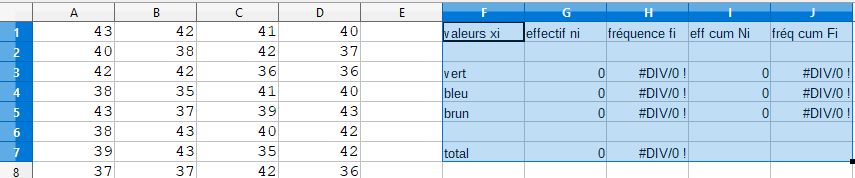 A B C D E F G H I J
1 43 42 41 40 valeurs xi effectif ni fréquence fi eff cum Ni fréq cum Fi
2 40 38 42 37
3 42 42 36 36 vert 0 #DIV/0 ! 0 #DIV/0 !
4 38 35 41 40 bleu 0 #DIV/0 ! 0 #DIV/0 !
5 43 37 39 43 brun 0 #DIV/0 ! 0 #DIV/0 !
6 38 43 40 42
7 39 43 35 42 total 0 #DIV/0 !
8 37 37 42 36